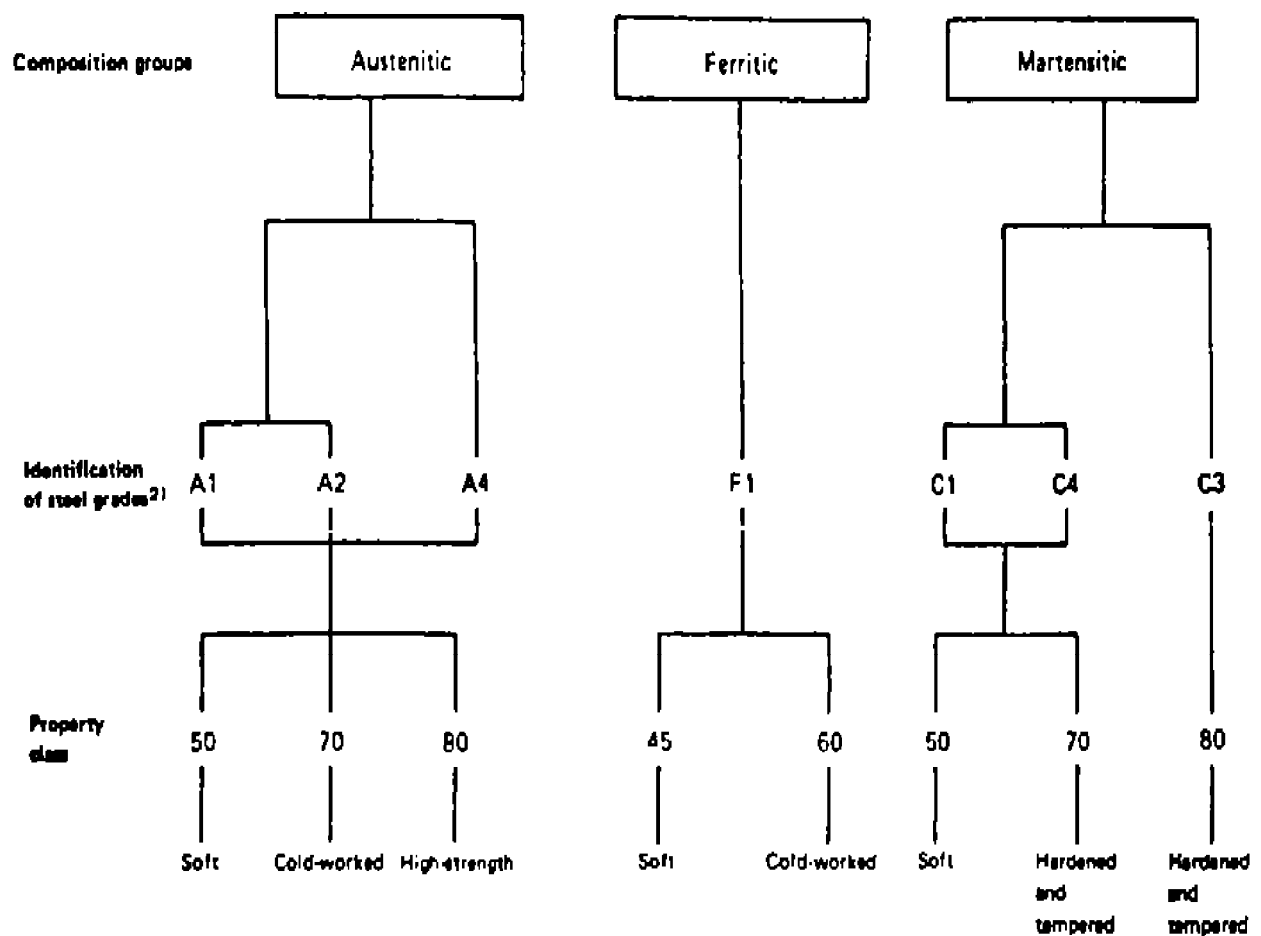 Composition groups
Austenitic
Ferritic
Martensitic
Identification
of steel grades2)
A1
A2
A4
F1
C1
C4
C3
Property
class
50
70
80
45
60
50
70
80
Soft
Cold-worked
High-strength
Soft
Cold-worked
Soft
Hardened
and
tempered
Hardened
and
tempered